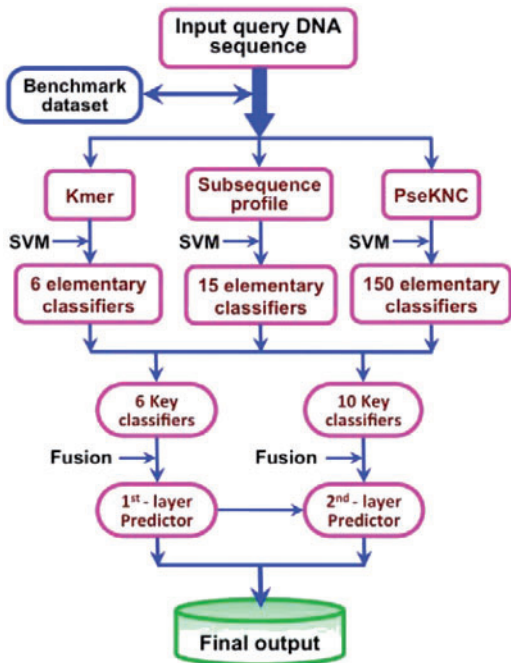 Input query DNA
sequence
Benchmark
dataset
Kmer
Subsequence
profile
PseKNC
SVM
SVM
SVM
6 elementary
classifiers
15 elementary
classifiers
150 elementary
classifiers
6 Key
classifiers
10 Key
classifiers
Fusion
Fusion
1st - layer
Predictor
2nd - layer
Predictor
Final output